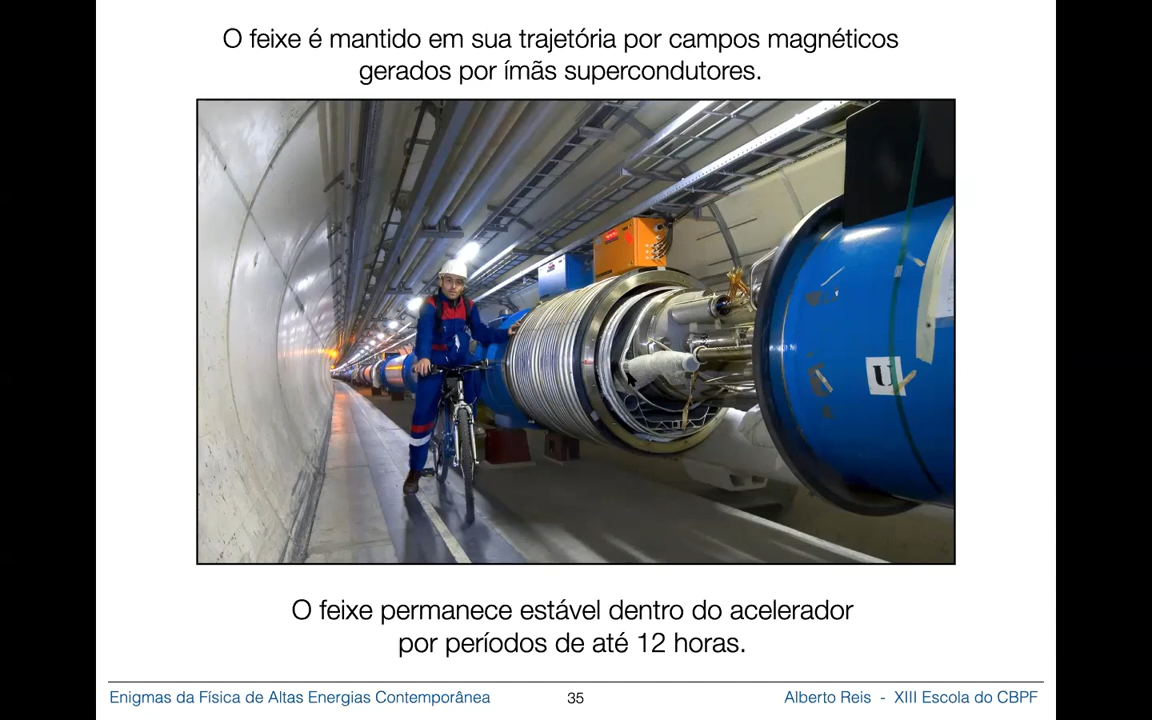 O feixe é mantido em sua trajetória por campos magnéticos
gerados por ímãs supercondutores.
U
O feixe permanece estável dentro do acelerador
por períodos de até 12 horas.
Enigmas da Física de Altas Energias Contemporânea 35 Alberto Reis - XIII Escola do CBPF